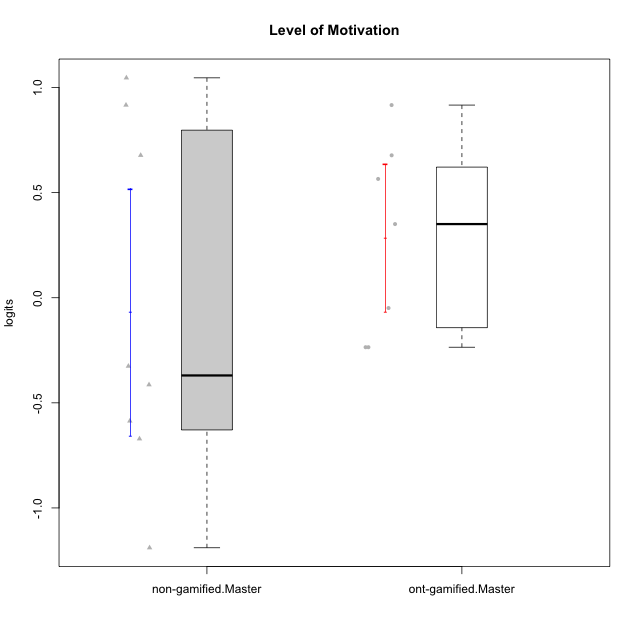 Level of Motivation
logits
1.0
0.5
0.0
-0.5
-1.0
non-gamified.Master
ont-gamified.Master